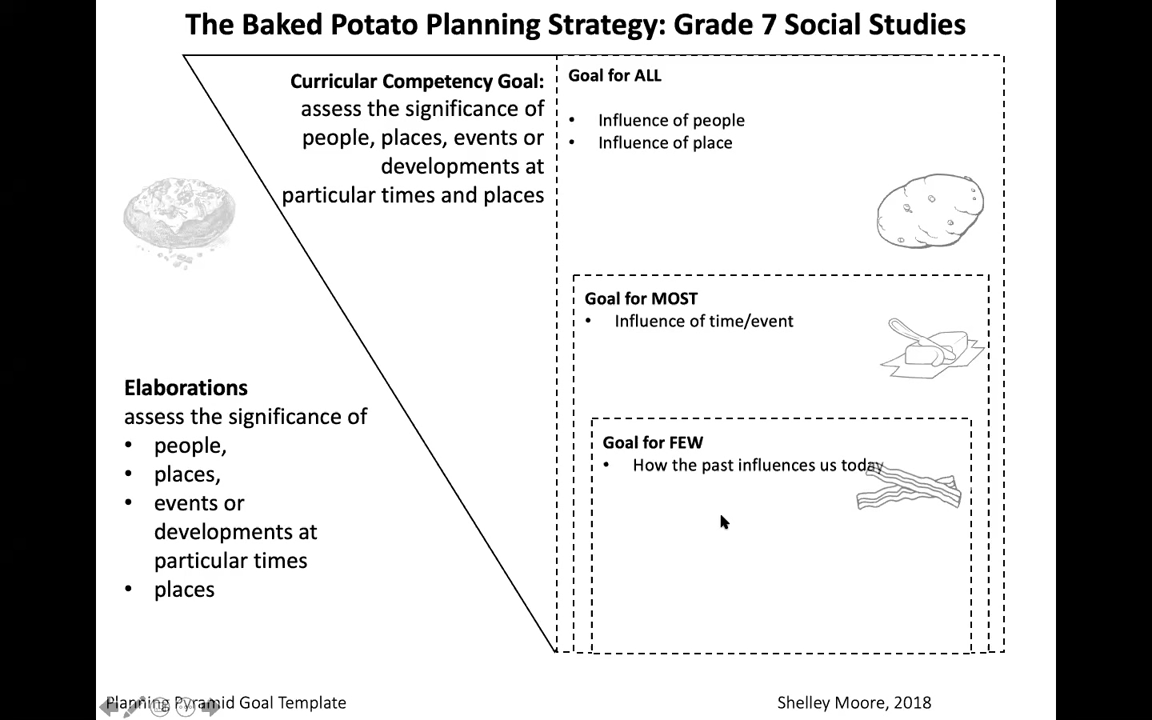 The Baked Potato Planning Strategy: Grade 7 Social Studies
Curricular Competency Goal:
assess the significance of
people, places, events or
developments at
particular times and places
Goal for ALL
• Influence of people
• Influence of place
Goal for MOST
• Influence of time/event
Goal for FEW
• How the past influences us today
Elaborations
assess the significance of
• people,
• places,
• events or
developments at
particular times
• places
Planning Pyramid Goal Template
Shelley Moore, 2018